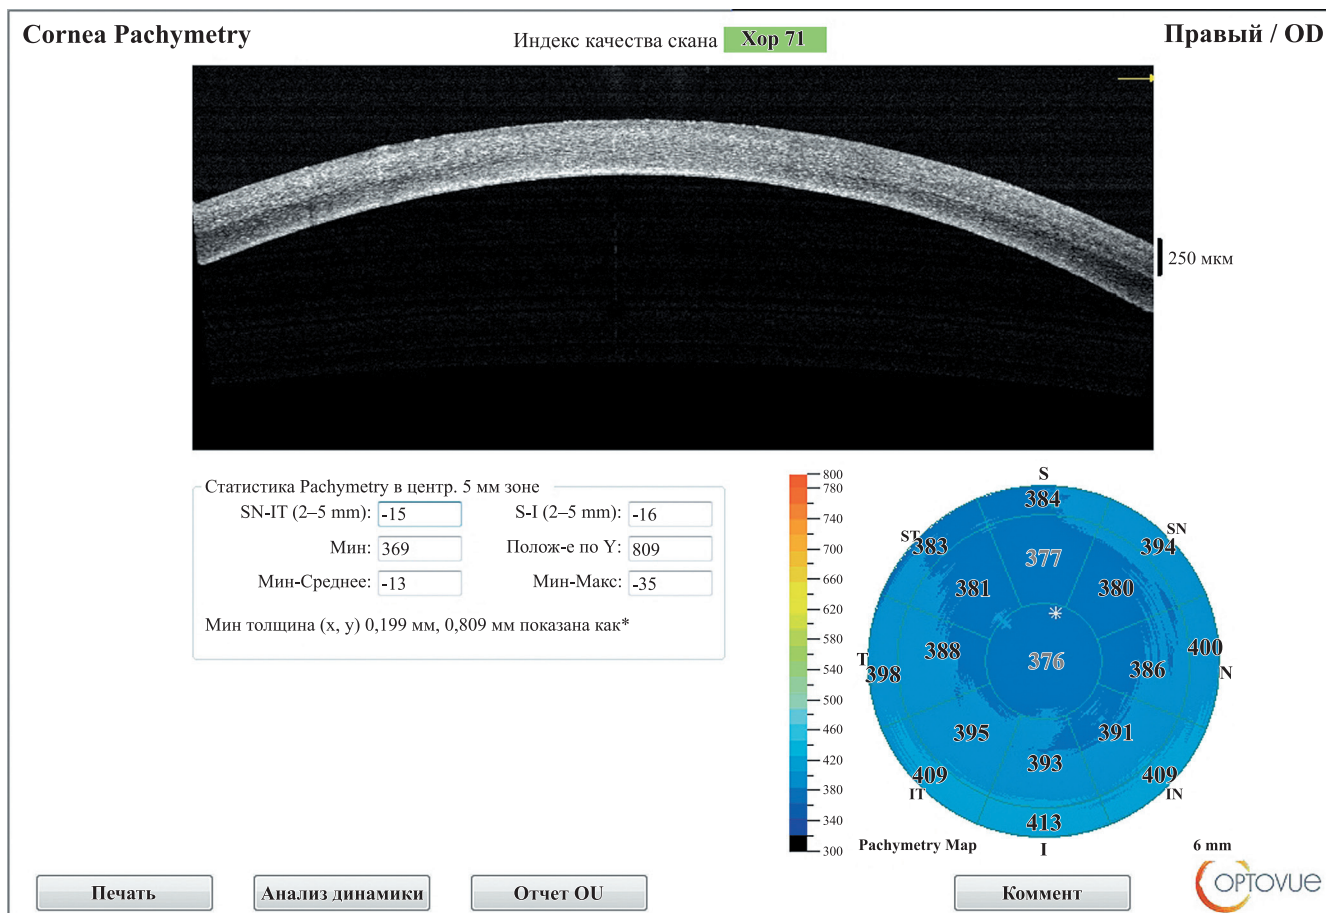 Cornea Pachymetry
Индекс качества скана Хор 71
Правый / OD
250 мкм
Статистика Pachymetry в центр. 5 мм зоне
SN-IT (2–5 mm): -15 S-I (2–5 mm): -16
Мин: 369 Полож-е по Y: 809
Мин-Среднее: -13 Мин-Макс: -35
Мин толщина (x, y) 0,199 мм, 0,809 мм показана как*
800
780
740
700
660
620
580
540
500
460
420
380
340
300
S
384
ST 383
SN 394
377
381
380
*
T 398
388
376
386
400 N
395
391
393
409 IT
409 IN
413
I
Pachymetry Map
6 mm
Печать
Анализ динамики
Отчет OU
Коммент
OPTOVUE